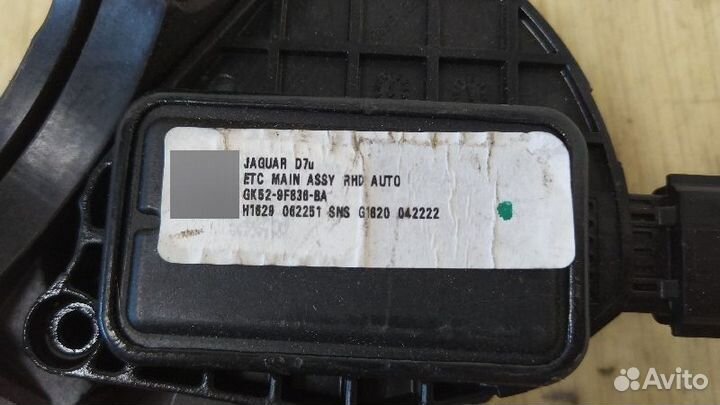 JAGUAR D7u
ETC MAIN ASSY RHD AUTO
GK52-9F836-BA
H1629 062251 SNS G1620 042222
Avito